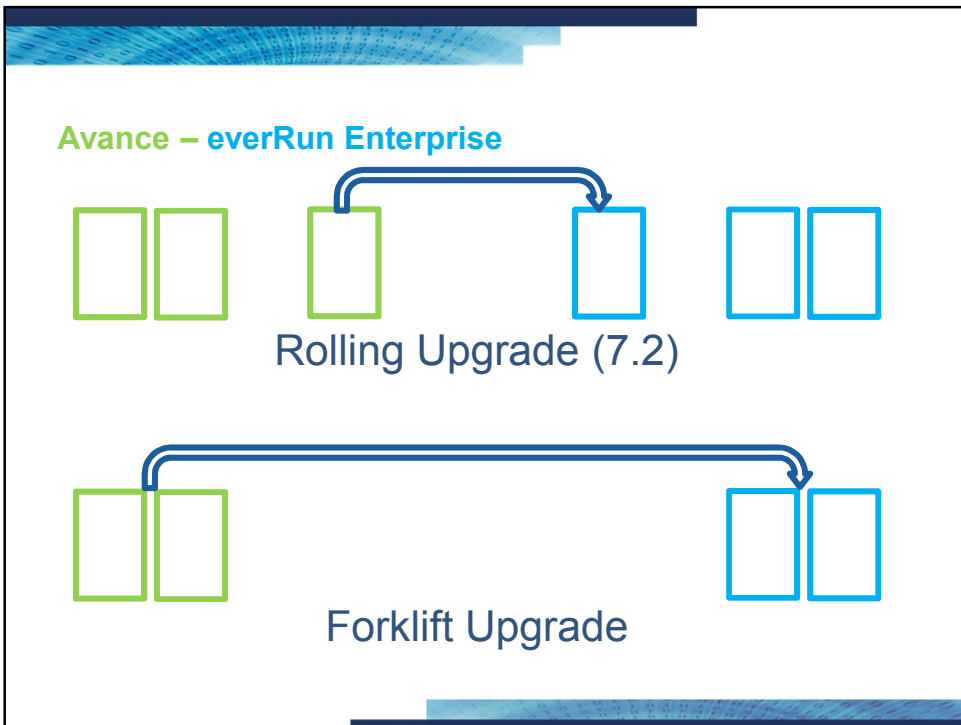 Avance – everRun Enterprise
Rolling Upgrade (7.2)
Forklift Upgrade